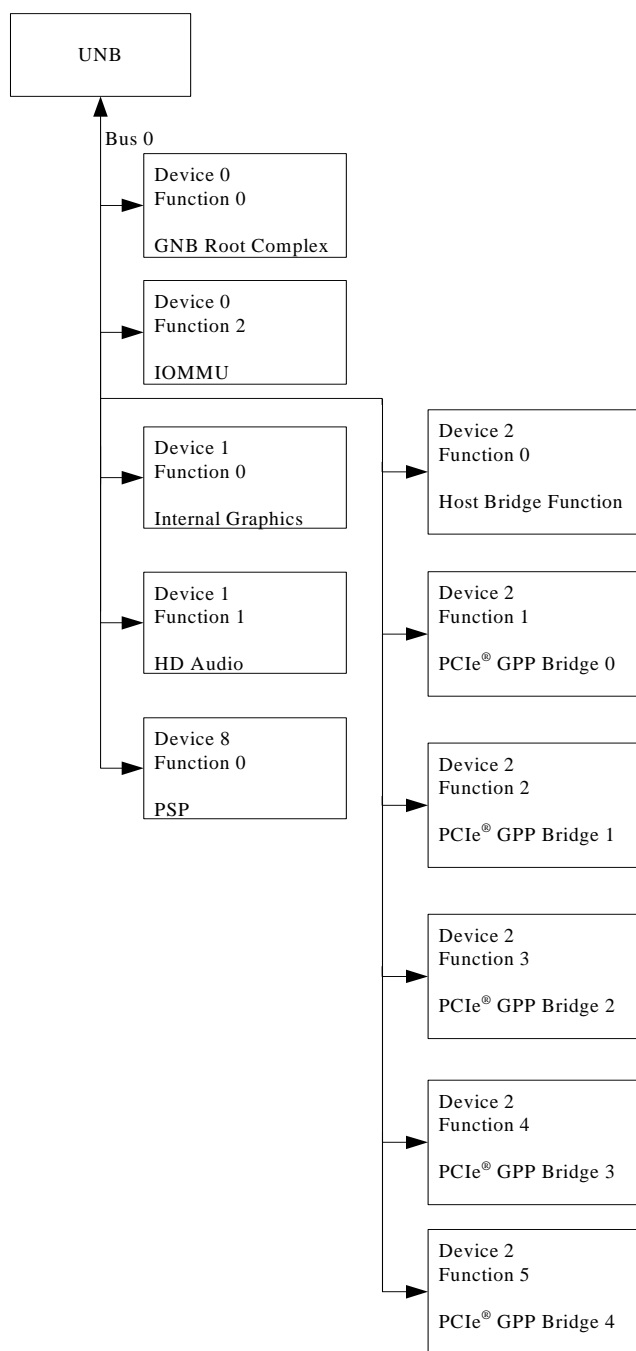 UNB
Bus 0
Device 0
Function 0
GNB Root Complex
Device 0
Function 2
IOMMU
Device 1
Function 0
Internal Graphics
Device 1
Function 1
HD Audio
Device 8
Function 0
PSP
Device 2
Function 0
Host Bridge Function
Device 2
Function 1
PCIe® GPP Bridge 0
Device 2
Function 2
PCIe® GPP Bridge 1
Device 2
Function 3
PCIe® GPP Bridge 2
Device 2
Function 4
PCIe® GPP Bridge 3
Device 2
Function 5
PCIe® GPP Bridge 4